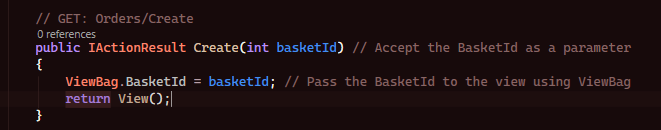 // GET: Orders/Create
0 references
public IActionResult Create(int basketId) // Accept the BasketId as a parameter
{
ViewBag.BasketId = basketId; // Pass the BasketId to the view using ViewBag
return View();
}